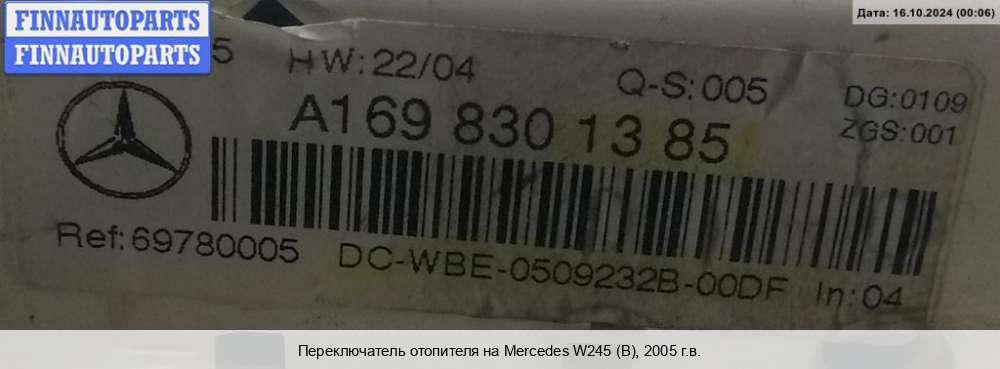 FINNAUTOPARTS
FINNAUTOPARTS
Дата: 16.10.2024 (00:06)
5 HW:22/04 Q-S:005 DG:0109
A169 830 13 85 ZGS:001
Ref:69780005 DC-WBE-0509232B-00DF In:04
Переключатель отопителя на Mercedes W245 (B), 2005 г.в.